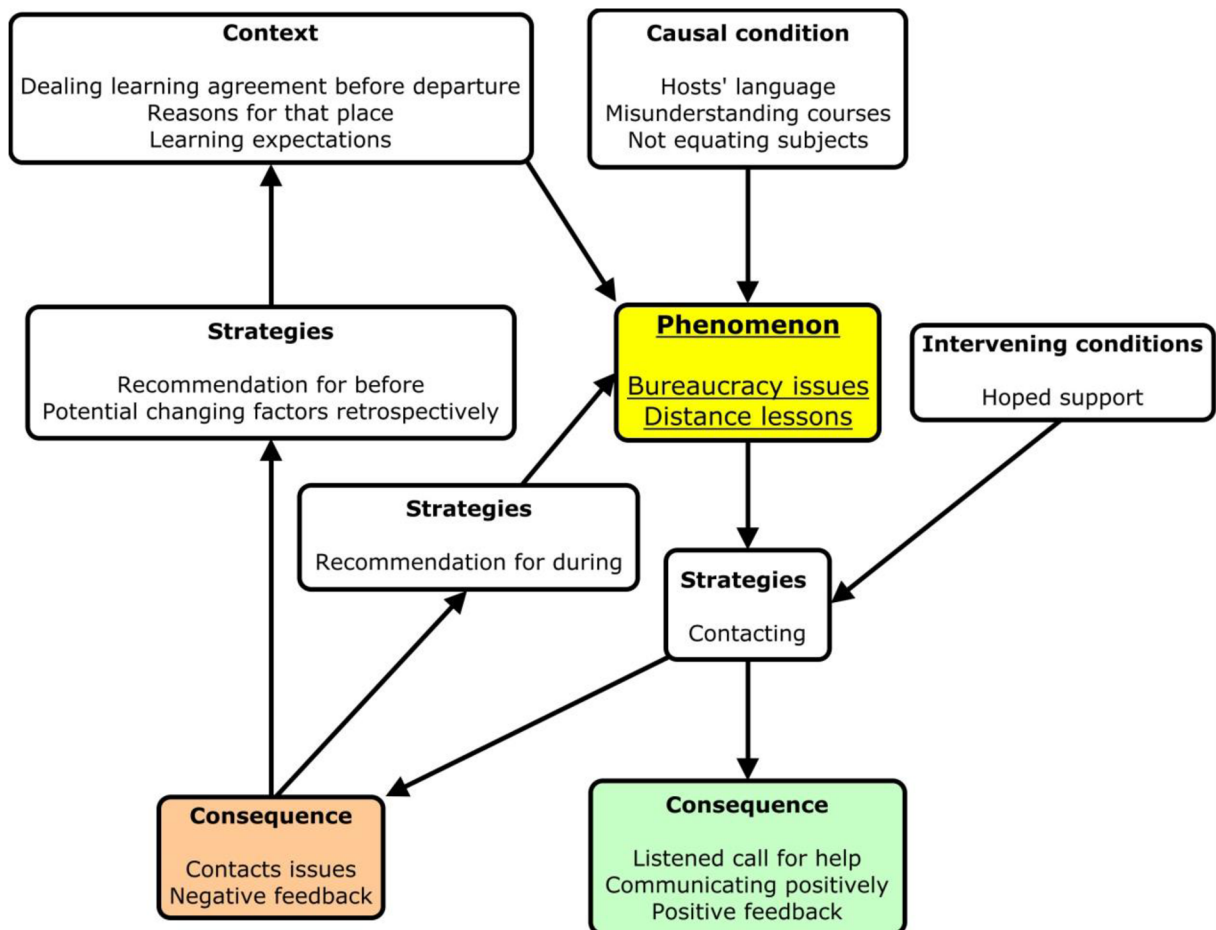 Context
Dealing learning agreement before departure
Reasons for that place
Learning expectations
Causal condition
Hosts' language
Misunderstanding courses
Not equating subjects
Strategies
Recommendation for before
Potential changing factors retrospectively
Phenomenon
Bureaucracy issues
Distance lessons
Intervening conditions
Hoped support
Strategies
Recommendation for during
Strategies
Contacting
Consequence
Contacts issues
Negative feedback
Consequence
Listened call for help
Communicating positively
Positive feedback